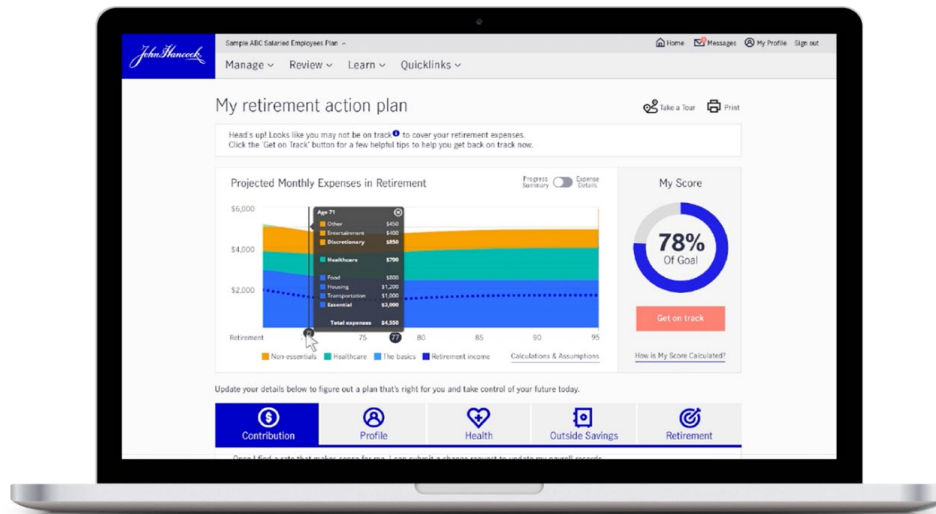 John Hancock
Sample ABC Salaried Employees Plan
Home Messages My Profile Sign out
Manage Review Learn Quicklinks
My retirement action plan
Take a Tour Print
Head's up! Looks like you may not be on track to cover your retirement expenses.
Click the 'Get on Track' button for a few helpful tips to help you get back on track now.
Projected Monthly Expenses in Retirement
Progress Summary
Expense Details
My Score
$6,000
$4,000
$2,000
Age 71
Other $450
Entertainment $400
Discretionary $850
Healthcare $700
Food $800
Housing $1,200
Transportation $1,000
Essential $3,000
Total expenses $4,550
78%
Of Goal
Get on track
Retirement 75 77 80 85 90 95
Non-essentials Healthcare The basics Retirement income
Calculations & Assumptions
How is My Score Calculated?
Update your details below to figure out a plan that's right for you and take control of your future today.
Contribution Profile Health Outside Savings Retirement